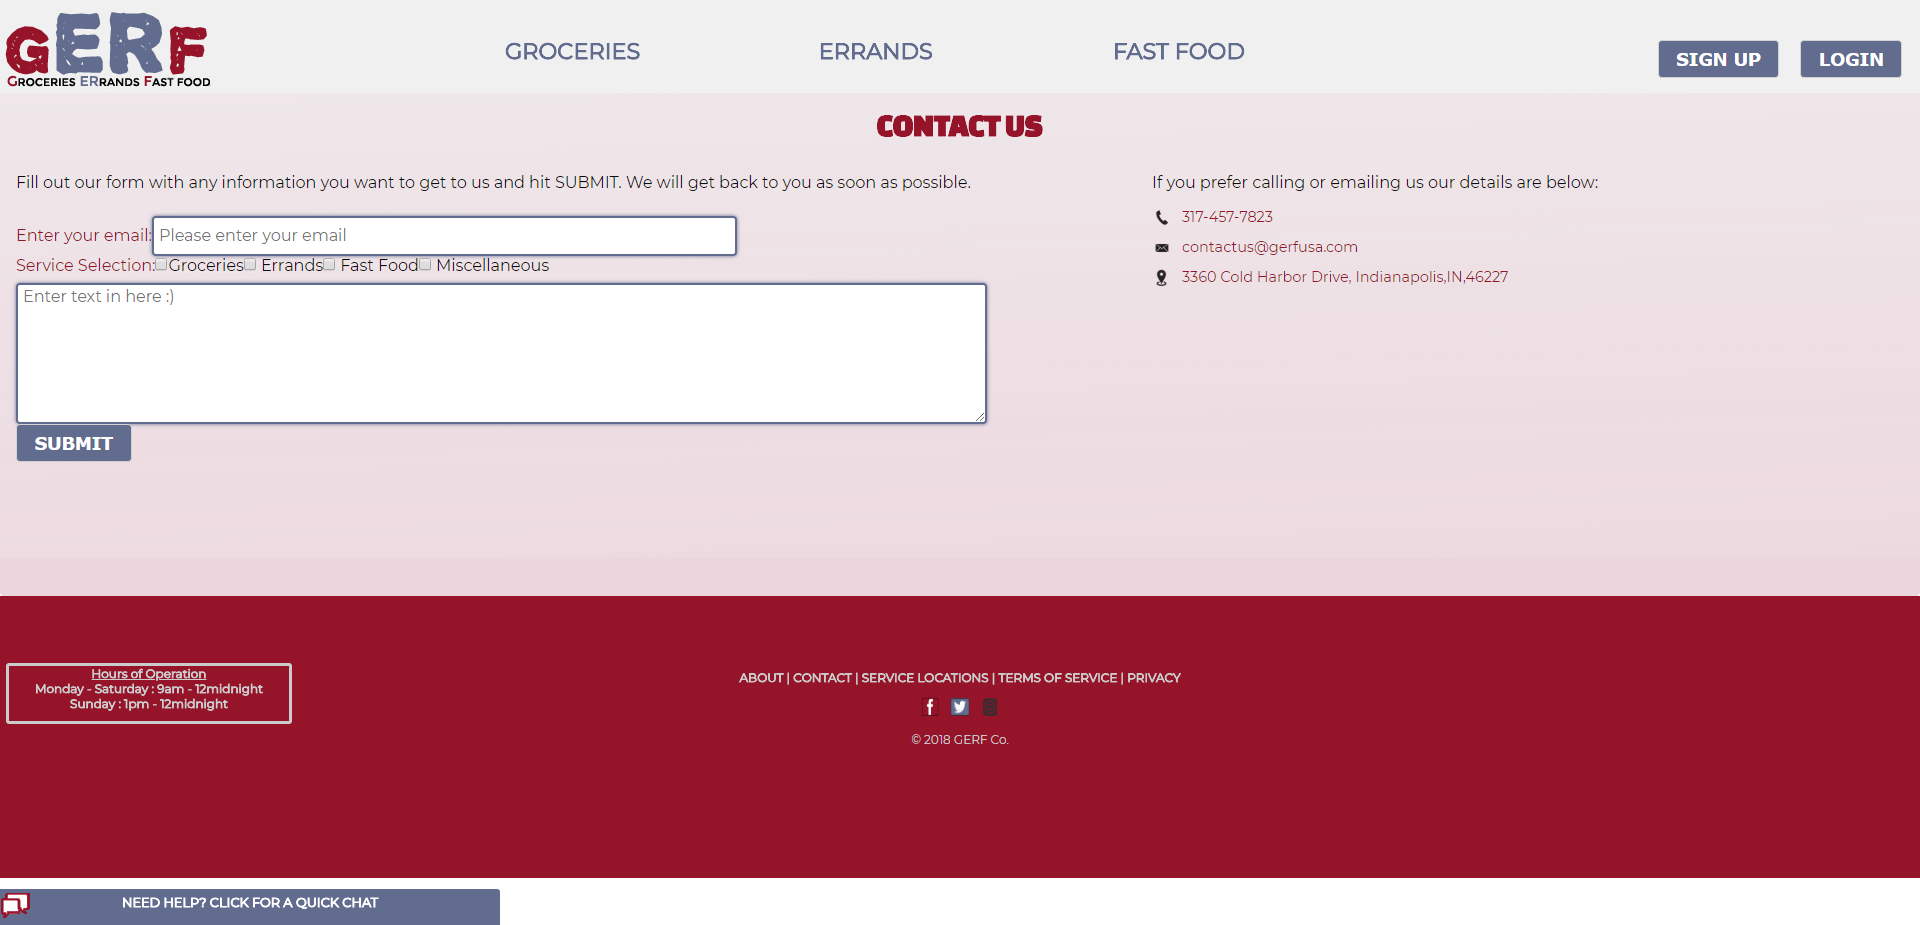 GERF
GROCERIES ERRANDS FAST FOOD
GROCERIES
ERRANDS
FAST FOOD
SIGN UP
LOGIN
CONTACT US
Fill out our form with any information you want to get to us and hit SUBMIT. We will get back to you as soon as possible.
Enter your email:
Please enter your email
Service Selection: Groceries Errands Fast Food Miscellaneous
Enter text in here :)
SUBMIT
If you prefer calling or emailing us our details are below:
317-457-7823
contactus@gerfusa.com
3360 Cold Harbor Drive, Indianapolis,IN,46227
Hours of Operation
Monday - Saturday : 9am - 12midnight
Sunday : 1pm - 12midnight
ABOUT | CONTACT | SERVICE LOCATIONS | TERMS OF SERVICE | PRIVACY
© 2018 GERF Co.
NEED HELP? CLICK FOR A QUICK CHAT